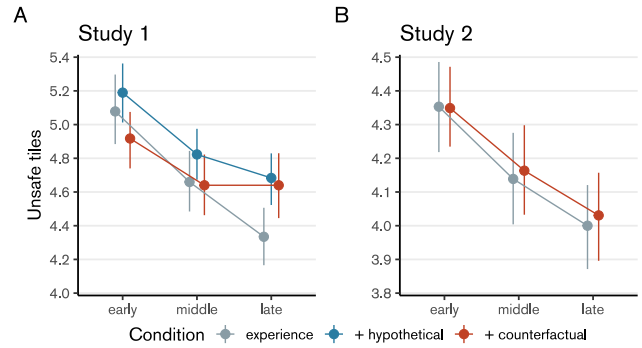 A
Study 1
Unsafe tiles
5.4
5.2
5.0
4.8
4.6
4.4
4.2
4.0
early middle late
B
Study 2
4.5
4.4
4.3
4.2
4.1
4.0
3.9
3.8
early middle late
Condition experience + hypothetical + counterfactual